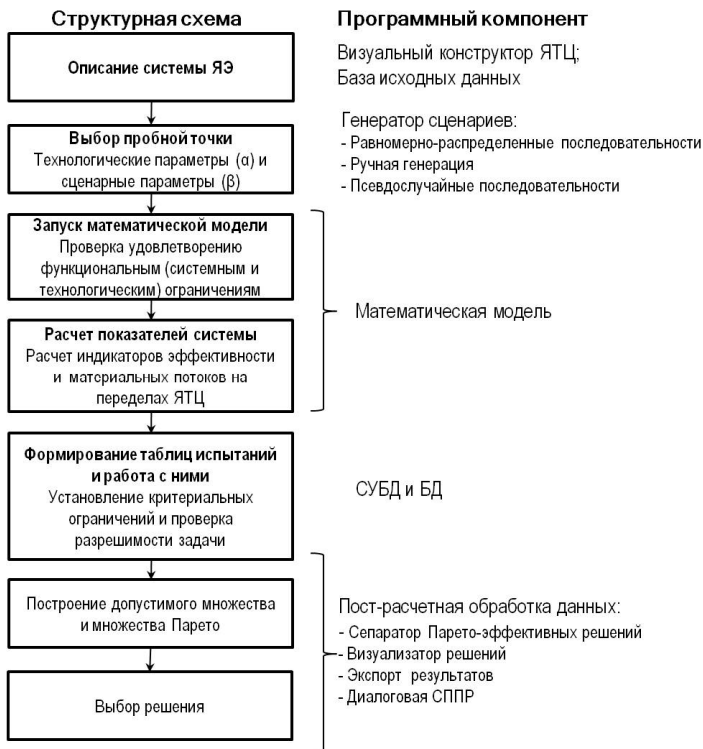 Структурная схема
Программный компонент
Описание системы ЯЭ
Визуальный конструктор ЯТЦ;
База исходных данных
Выбор пробной точки
Технологические параметры (α) и
сценарные параметры (β)
Генератор сценариев:
- Равномерно-распределенные последовательности
- Ручная генерация
- Псевдослучайные последовательности
Запуск математической модели
Проверка удовлетворению
функциональным (системным и
технологическим) ограничениям
Расчет показателей системы
Расчет индикаторов эффективности
и материальных потоков на
переделах ЯТЦ
Математическая модель
Формирование таблиц испытаний
и работа с ними
Установление критериальных
ограничений и проверка
разрешимости задачи
СУБД и БД
Построение допустимого множества
и множества Парето
Выбор решения
Пост-расчетная обработка данных:
- Сепаратор Парето-эффективных решений
- Визуализатор решений
- Экспорт результатов
- Диалоговая СППР